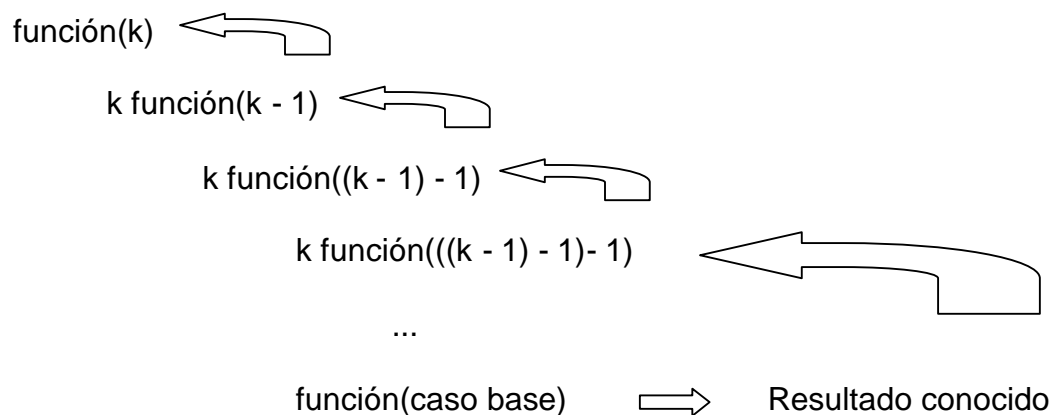 función(k)
k función(k - 1)
k función((k - 1) - 1)
k función(((k - 1) - 1)- 1)
...
función(caso base) Resultado conocido